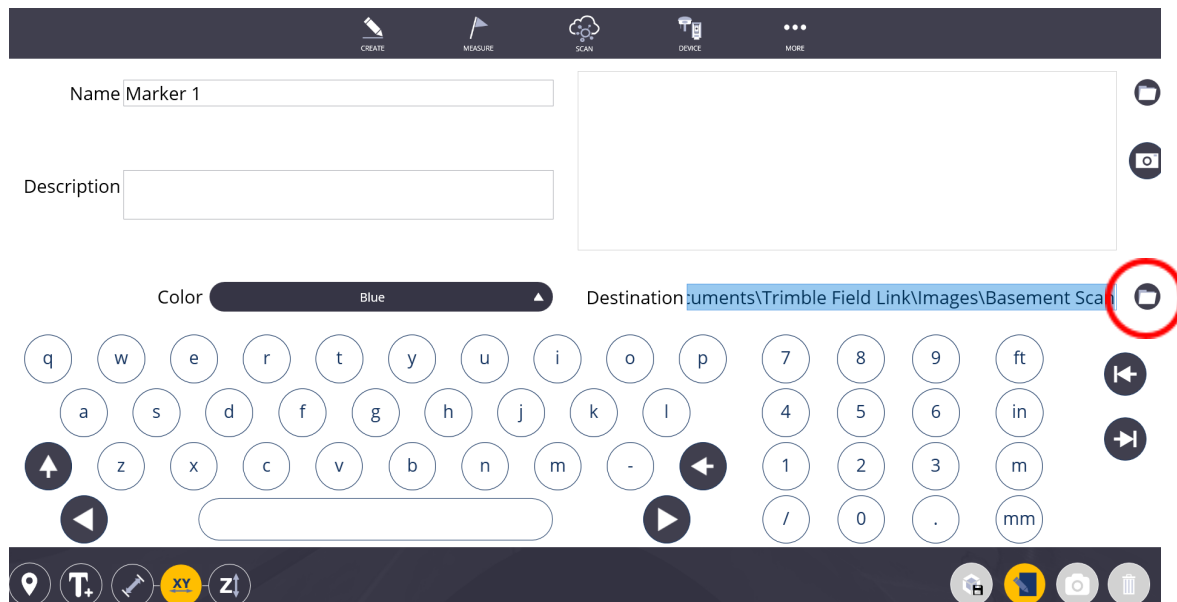 CREATE MEASURE SCAN DEVICE MORE
Name Marker 1
Description
Color Blue Destination :uments\Trimble Field Link\Images\Basement Scan
q w e r t y u i o p 7 8 9 ft
a s d f g h j k l 4 5 6 in
z x c v b n m - 1 2 3 m
/ 0 . mm
T+ XY Z